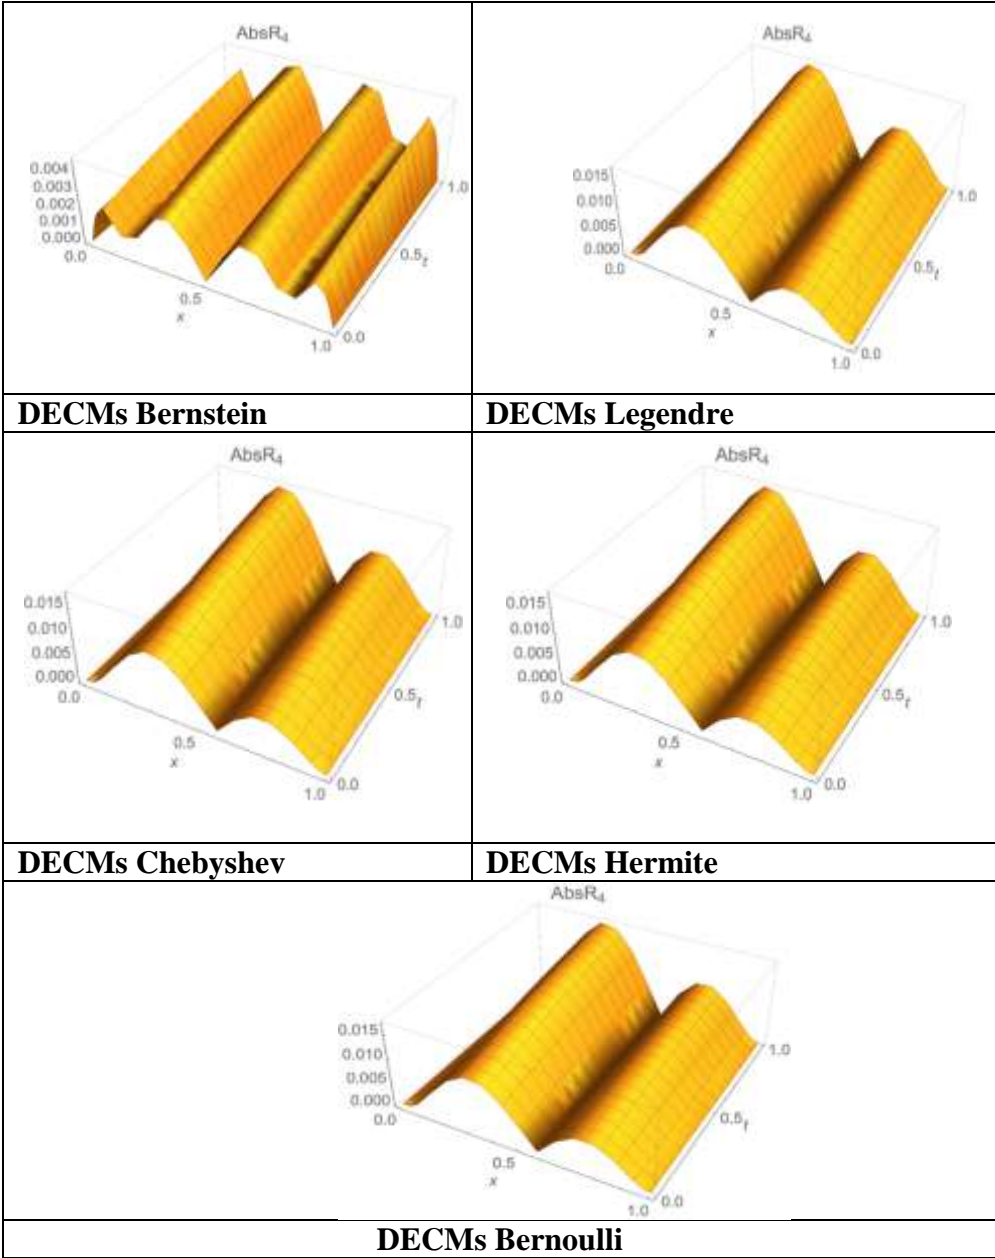 AbsR₄
0.004
0.003
0.002
0.001
0.000
0.0
0.5
x
1.0
0.0
0.5
t
1.0
DECMs Bernstein
AbsR₄
0.015
0.010
0.005
0.000
0.0
0.5
x
1.0
0.0
0.5
t
1.0
DECMs Legendre
AbsR₄
0.015
0.010
0.005
0.000
0.0
0.5
x
1.0
0.0
0.5
t
1.0
DECMs Chebyshev
AbsR₄
0.015
0.010
0.005
0.000
0.0
0.5
x
1.0
0.0
0.5
t
1.0
DECMs Hermite
AbsR₄
0.015
0.010
0.005
0.000
0.0
0.5
x
1.0
0.0
0.5
t
1.0
DECMs Bernoulli